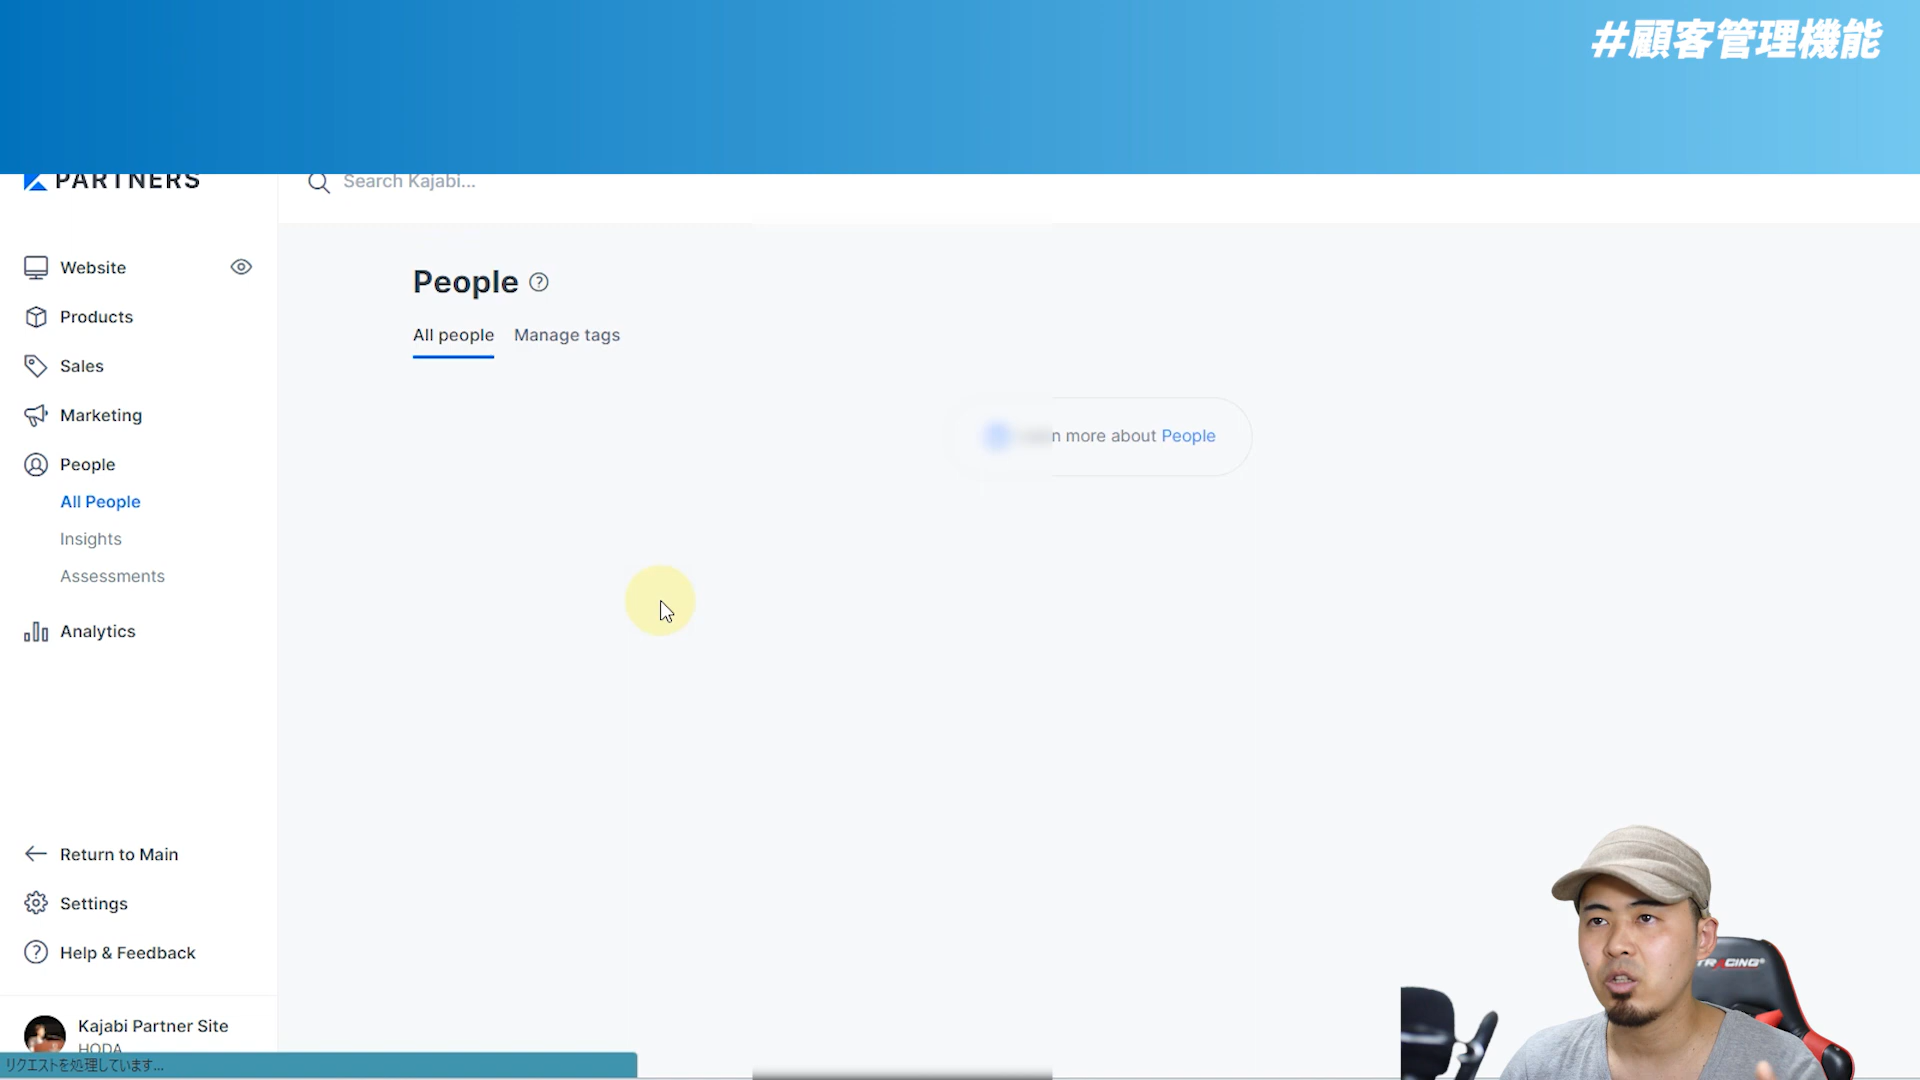 #顧客管理機能
PARTNERS
Search Kajabi...
Website
Products
Sales
Marketing
People
All People
Insights
Assessments
Analytics
Return to Main
Settings
Help & Feedback
Kajabi Partner Site
HODA
リクエストを処理しています...
People
All people Manage tags
more about People
TRXCING